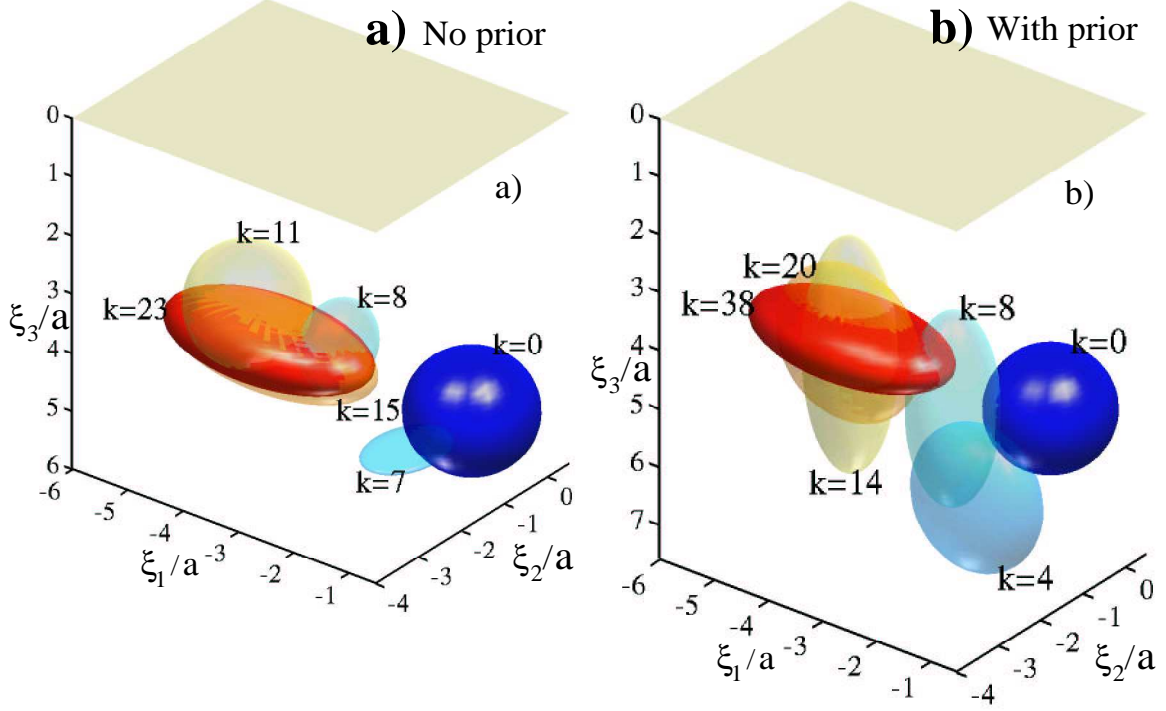 a) No prior
a)
0
1
2
3
4
5
6
ξ3/a
k=11
k=23
k=8
k=0
k=15
k=7
-6
-5
-4
-3
-2
-1
ξ1/a
-4
-3
-2
-1
0
ξ2/a
b) With prior
b)
0
1
2
3
4
5
6
7
ξ3/a
k=20
k=38
k=8
k=0
k=14
k=4
-6
-5
-4
-3
-2
-1
ξ1/a
-4
-3
-2
-1
0
ξ2/a